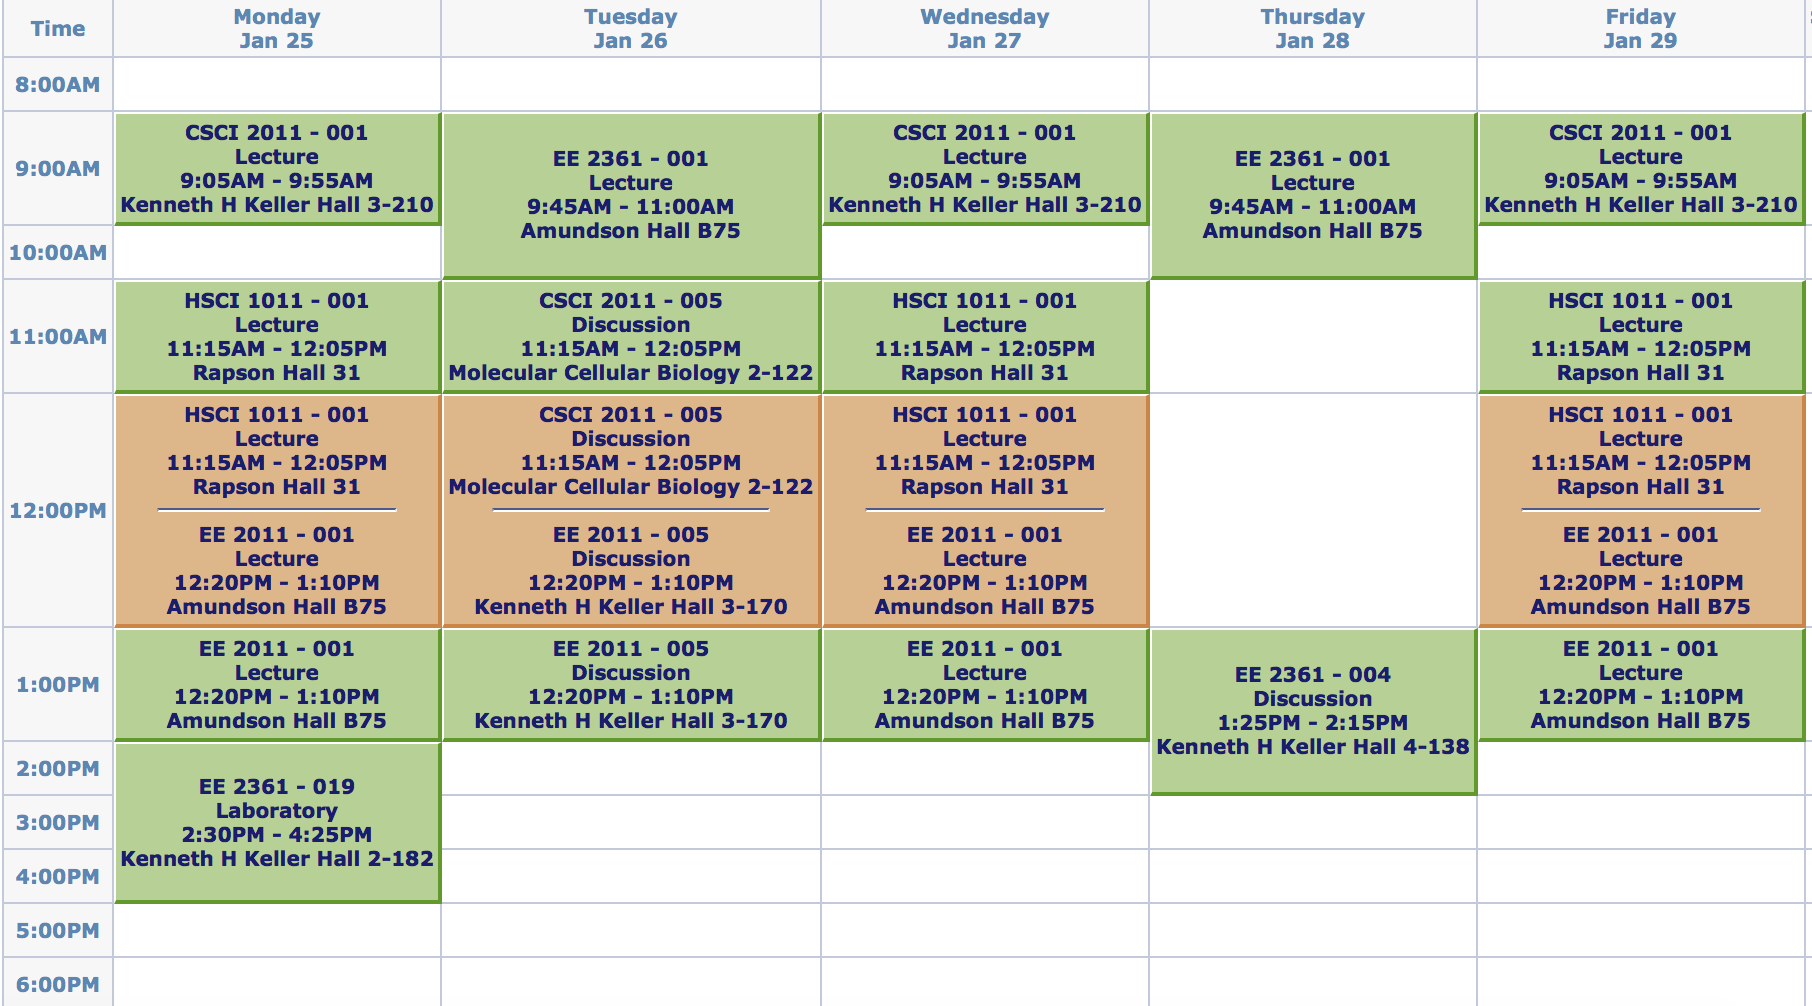 Time
Monday
Jan 25
Tuesday
Jan 26
Wednesday
Jan 27
Thursday
Jan 28
Friday
Jan 29
8:00AM
9:00AM
CSCI 2011 - 001
Lecture
9:05AM - 9:55AM
Kenneth H Keller Hall 3-210
EE 2361 - 001
Lecture
9:45AM - 11:00AM
Amundson Hall B75
CSCI 2011 - 001
Lecture
9:05AM - 9:55AM
Kenneth H Keller Hall 3-210
EE 2361 - 001
Lecture
9:45AM - 11:00AM
Amundson Hall B75
CSCI 2011 - 001
Lecture
9:05AM - 9:55AM
Kenneth H Keller Hall 3-210
10:00AM
11:00AM
HSCI 1011 - 001
Lecture
11:15AM - 12:05PM
Rapson Hall 31
CSCI 2011 - 005
Discussion
11:15AM - 12:05PM
Molecular Cellular Biology 2-122
HSCI 1011 - 001
Lecture
11:15AM - 12:05PM
Rapson Hall 31
HSCI 1011 - 001
Lecture
11:15AM - 12:05PM
Rapson Hall 31
12:00PM
HSCI 1011 - 001
Lecture
11:15AM - 12:05PM
Rapson Hall 31
EE 2011 - 001
Lecture
12:20PM - 1:10PM
Amundson Hall B75
CSCI 2011 - 005
Discussion
11:15AM - 12:05PM
Molecular Cellular Biology 2-122
EE 2011 - 005
Discussion
12:20PM - 1:10PM
Kenneth H Keller Hall 3-170
HSCI 1011 - 001
Lecture
11:15AM - 12:05PM
Rapson Hall 31
EE 2011 - 001
Lecture
12:20PM - 1:10PM
Amundson Hall B75
HSCI 1011 - 001
Lecture
11:15AM - 12:05PM
Rapson Hall 31
EE 2011 - 001
Lecture
12:20PM - 1:10PM
Amundson Hall B75
1:00PM
EE 2011 - 001
Lecture
12:20PM - 1:10PM
Amundson Hall B75
EE 2011 - 005
Discussion
12:20PM - 1:10PM
Kenneth H Keller Hall 3-170
EE 2011 - 001
Lecture
12:20PM - 1:10PM
Amundson Hall B75
EE 2361 - 004
Discussion
1:25PM - 2:15PM
Kenneth H Keller Hall 4-138
EE 2011 - 001
Lecture
12:20PM - 1:10PM
Amundson Hall B75
2:00PM
EE 2361 - 019
Laboratory
2:30PM - 4:25PM
Kenneth H Keller Hall 2-182
3:00PM
4:00PM
5:00PM
6:00PM